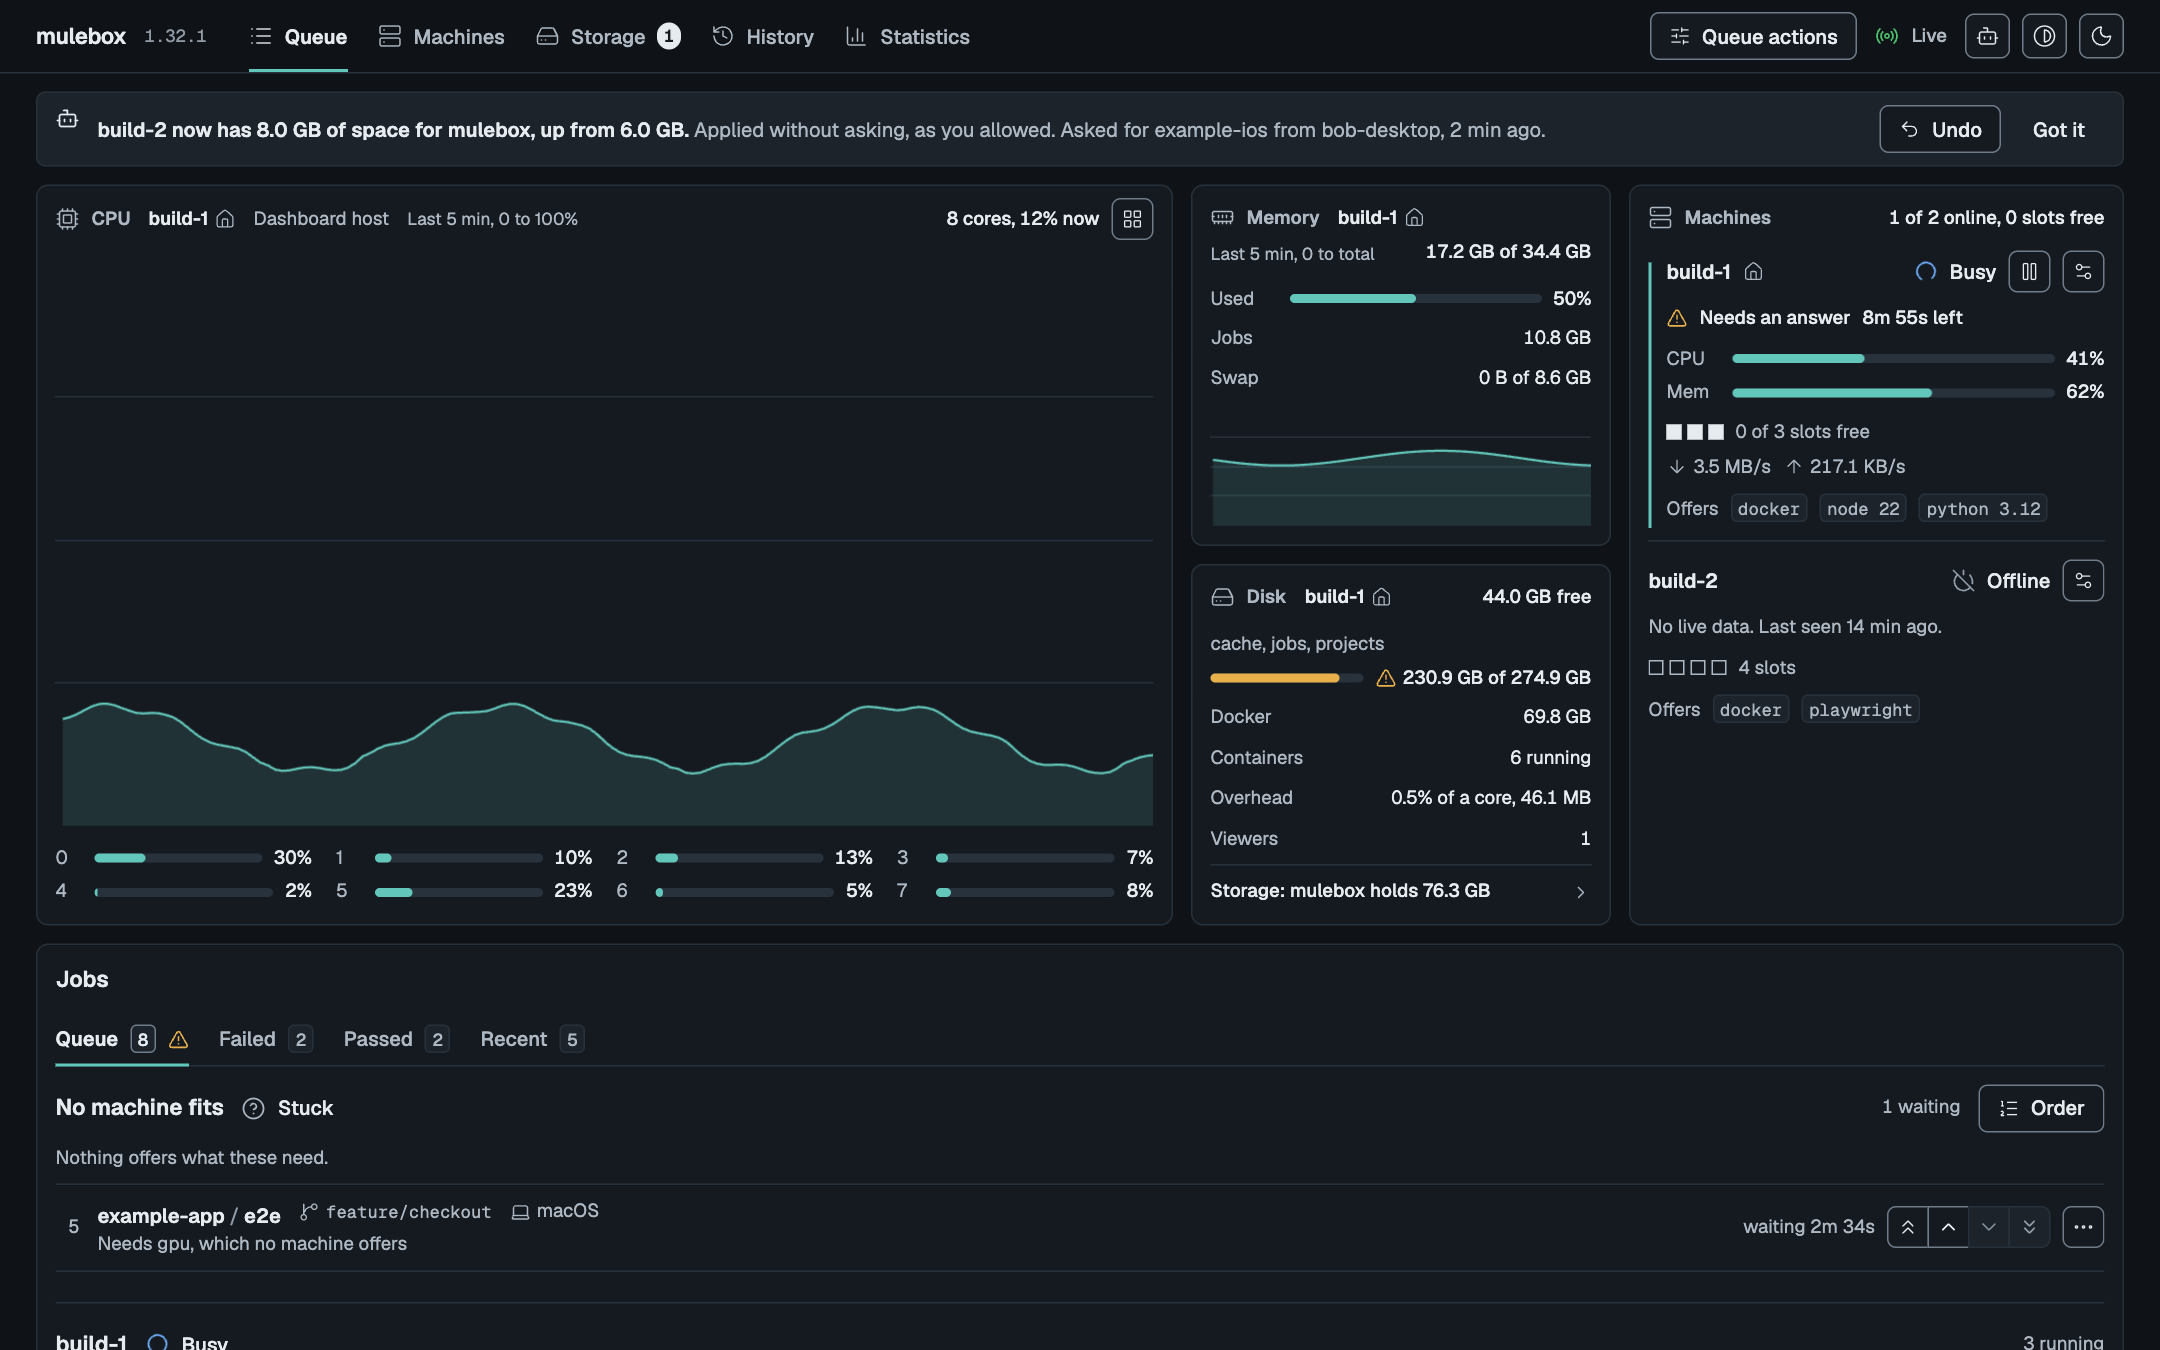 mulebox 1.32.1 Queue Machines Storage 1 History Statistics Queue actions Live
build-2 now has 8.0 GB of space for mulebox, up from 6.0 GB. Applied without asking, as you allowed. Asked for example-ios from bob-desktop, 2 min ago. Undo Got it
CPU build-1 Dashboard host Last 5 min, 0 to 100% 8 cores, 12% now
0 30% 1 10% 2 13% 3 7%
4 2% 5 23% 6 5% 7 8%
Memory build-1
Last 5 min, 0 to total 17.2 GB of 34.4 GB
Used 50%
Jobs 10.8 GB
Swap 0 B of 8.6 GB
Disk build-1 44.0 GB free
cache, jobs, projects
230.9 GB of 274.9 GB
Docker 69.8 GB
Containers 6 running
Overhead 0.5% of a core, 46.1 MB
Viewers 1
Storage: mulebox holds 76.3 GB
Machines 1 of 2 online, 0 slots free
build-1 Busy
Needs an answer 8m 55s left
CPU 41%
Mem 62%
0 of 3 slots free
3.5 MB/s 217.1 KB/s
Offers docker node 22 python 3.12
build-2 Offline
No live data. Last seen 14 min ago.
4 slots
Offers docker playwright
Jobs
Queue 8 Failed 2 Passed 2 Recent 5
No machine fits Stuck 1 waiting Order
Nothing offers what these need.
5 example-app / e2e feature/checkout macOS waiting 2m 34s
Needs gpu, which no machine offers
build-1 Busy 3 running